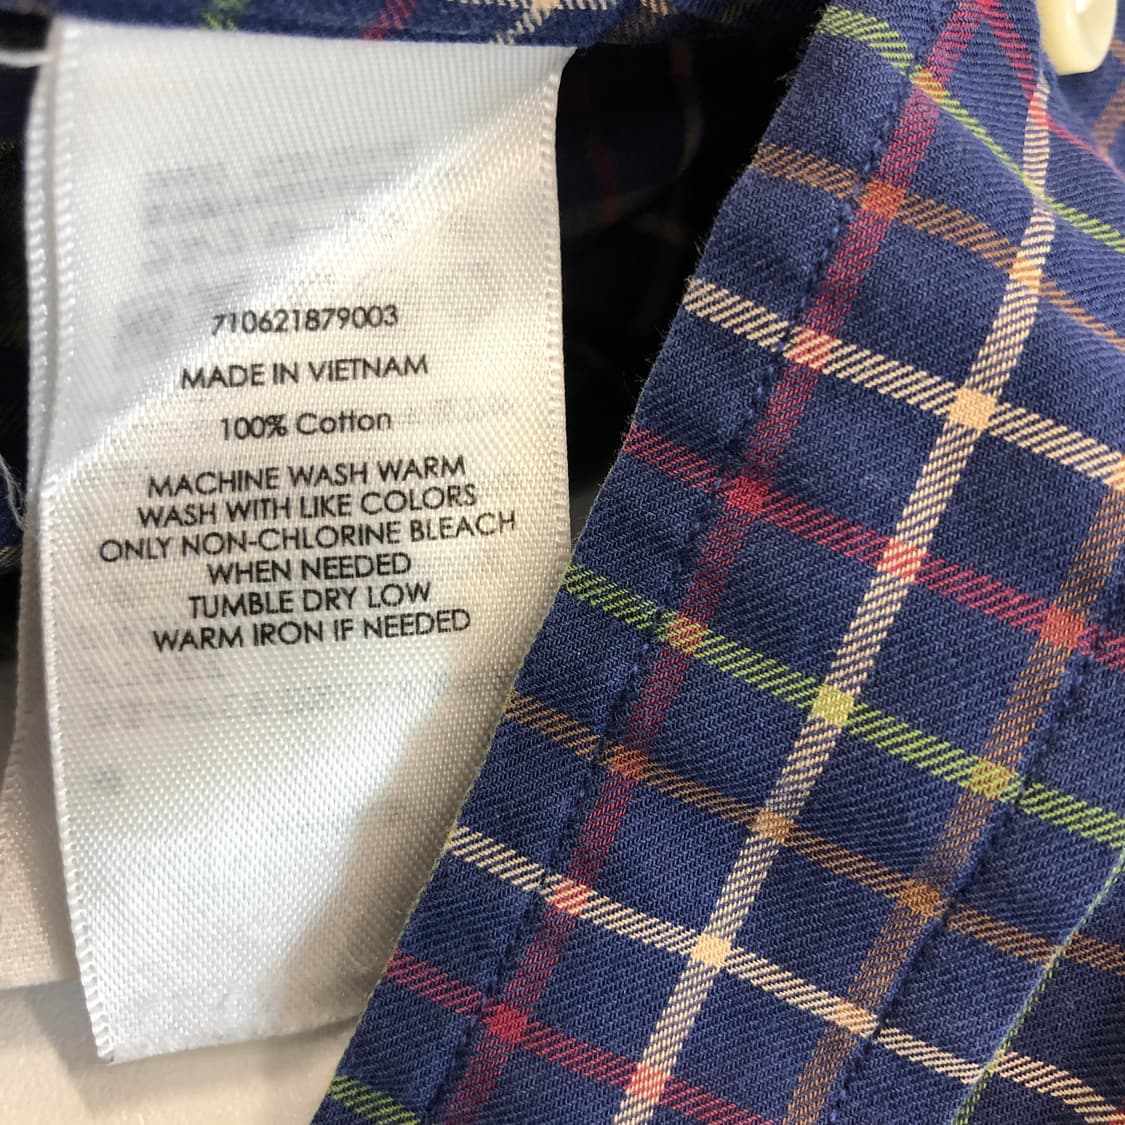 710621879003
MADE IN VIETNAM
100% Cotton
MACHINE WASH WARM
WASH WITH LIKE COLORS
ONLY NON-CHLORINE BLEACH
WHEN NEEDED
TUMBLE DRY LOW
WARM IRON IF NEEDED